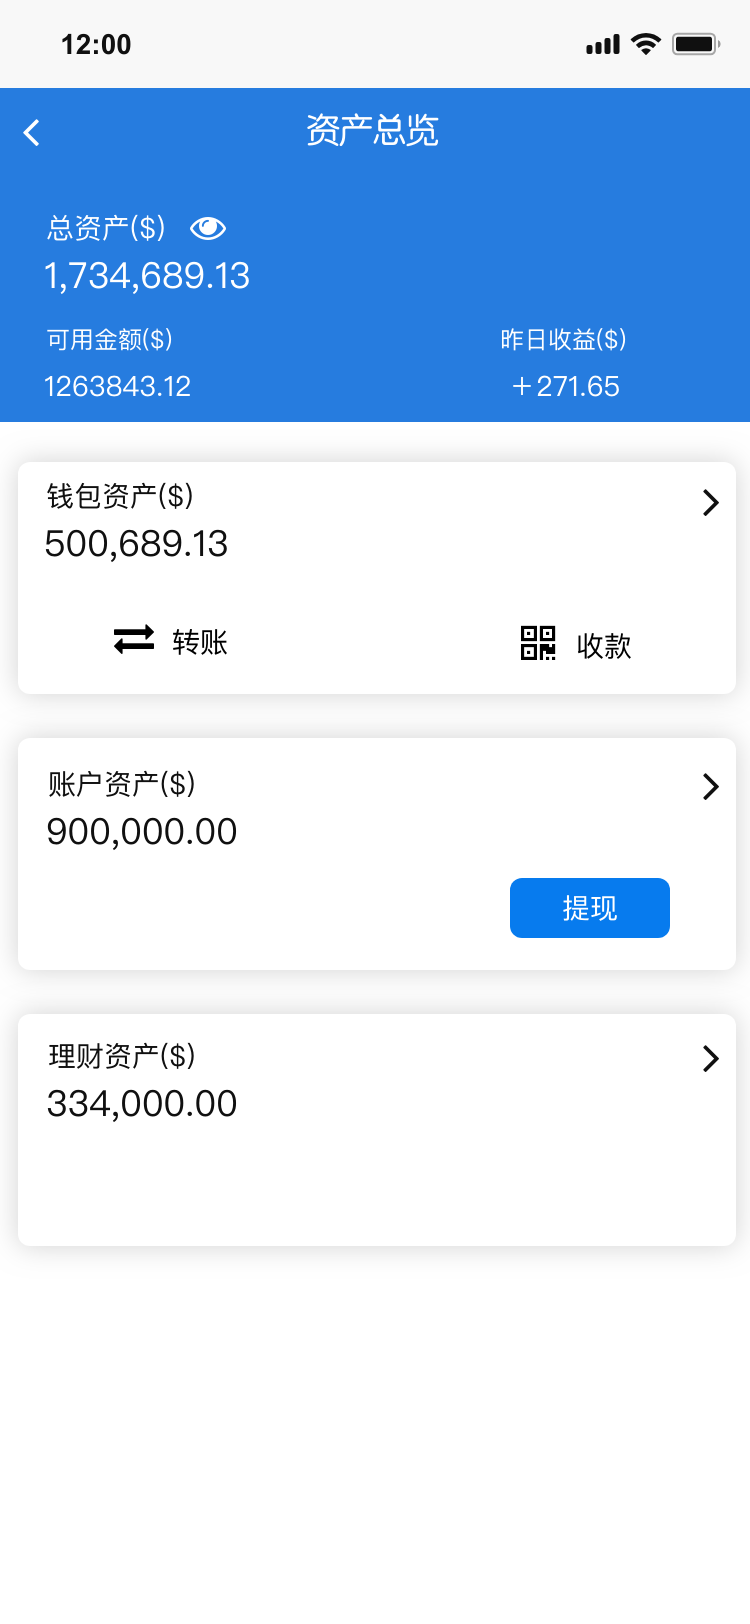 12:00
资产总览
总资产($)
1,734,689.13
可用金额($) 昨日收益($)
1263843.12 +271.65
钱包资产($)
500,689.13
转账 收款
账户资产($)
900,000.00
提现
理财资产($)
334,000.00